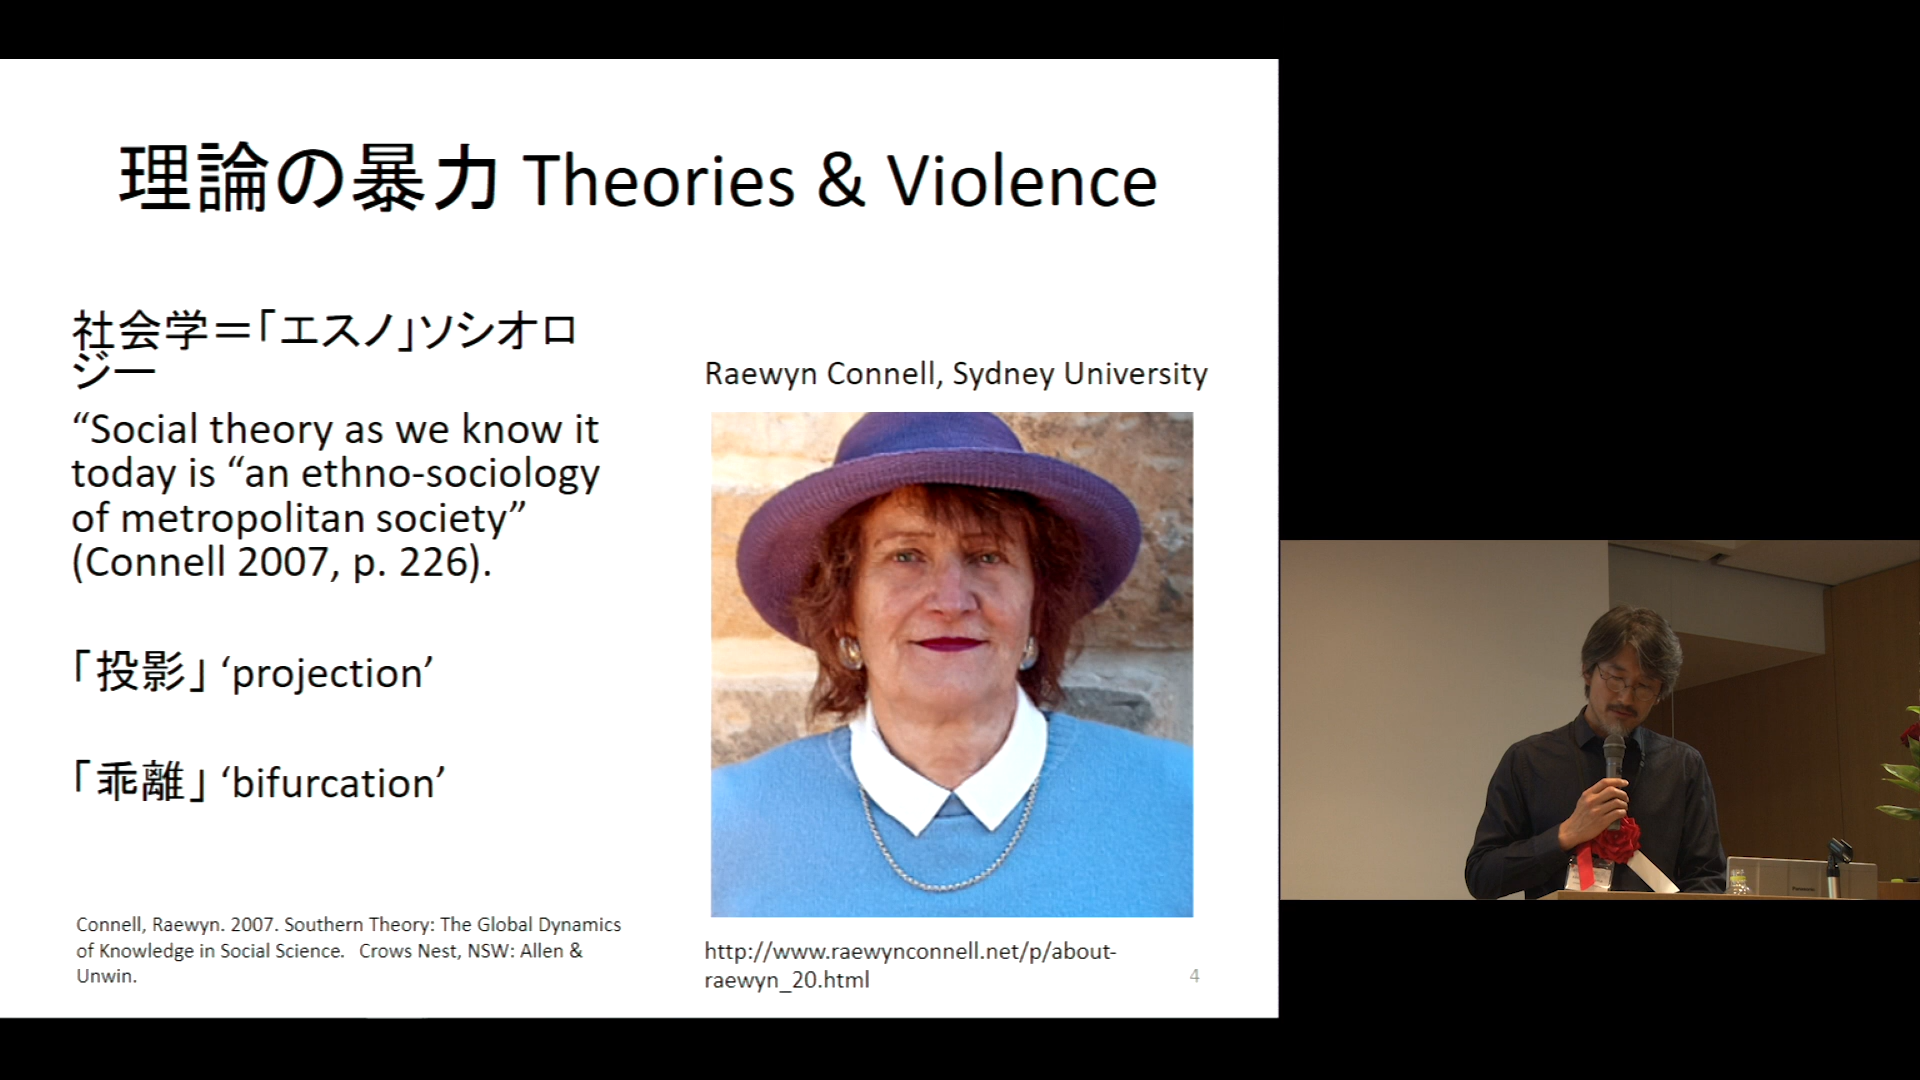 理論の暴力 Theories & Violence
社会学＝「エスノ」ソシオロ
ジー
“Social theory as we know it
today is “an ethno-sociology
of metropolitan society”
(Connell 2007, p. 226).
「投影」 ‘projection’
「乖離」 ‘bifurcation’
Connell, Raewyn. 2007. Southern Theory: The Global Dynamics
of Knowledge in Social Science. Crows Nest, NSW: Allen &
Unwin.
Raewyn Connell, Sydney University
http://www.raewynconnell.net/p/about-
raewyn_20.html
4
Panasonic